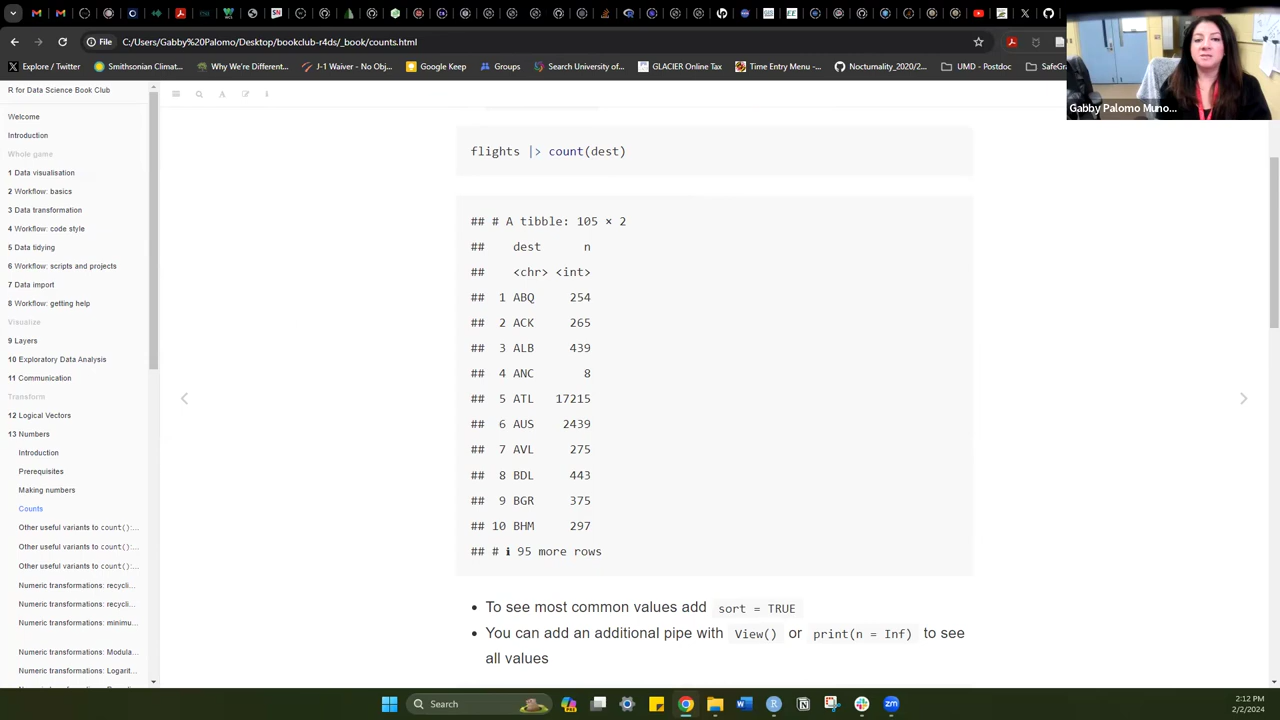 File
C:/Users/Gabby%20Palomo/Desktop/bookclub-r4ds/_book/counts.html
Explore / Twitter
Smithsonian Climat...
Why We're Different...
J-1 Waiver - No Obj...
Google Keep
Search University of...
GLACIER Online Tax
Time Entry Menu -...
Nocturnality_2020/2...
UMD - Postdoc
SafeGra
Gabby Palomo Muno...
R for Data Science Book Club
Welcome
Introduction
Whole game
1 Data visualisation
2 Workflow: basics
3 Data transformation
4 Workflow: code style
5 Data tidying
6 Workflow: scripts and projects
7 Data import
8 Workflow: getting help
Visualize
9 Layers
10 Exploratory Data Analysis
11 Communication
Transform
12 Logical Vectors
13 Numbers
Introduction
Prerequisites
Making numbers
Counts
Other useful variants to count():...
Other useful variants to count():...
Other useful variants to count():...
Numeric transformations: recycli...
Numeric transformations: recycli...
Numeric transformations: minimu...
Numeric transformations: Modula...
Numeric transformations: Logarit...
flights |> count(dest)
## # A tibble: 105 × 2
## dest n
## <chr> <int>
## 1 ABQ 254
## 2 ACK 265
## 3 ALB 439
## 4 ANC 8
## 5 ATL 17215
## 6 AUS 2439
## 7 AVL 275
## 8 BDL 443
## 9 BGR 375
## 10 BHM 297
## # ℹ 95 more rows
• To see most common values add sort = TRUE
• You can add an additional pipe with View() or print(n = Inf) to see
all values
Search
2:12 PM
2/2/2024